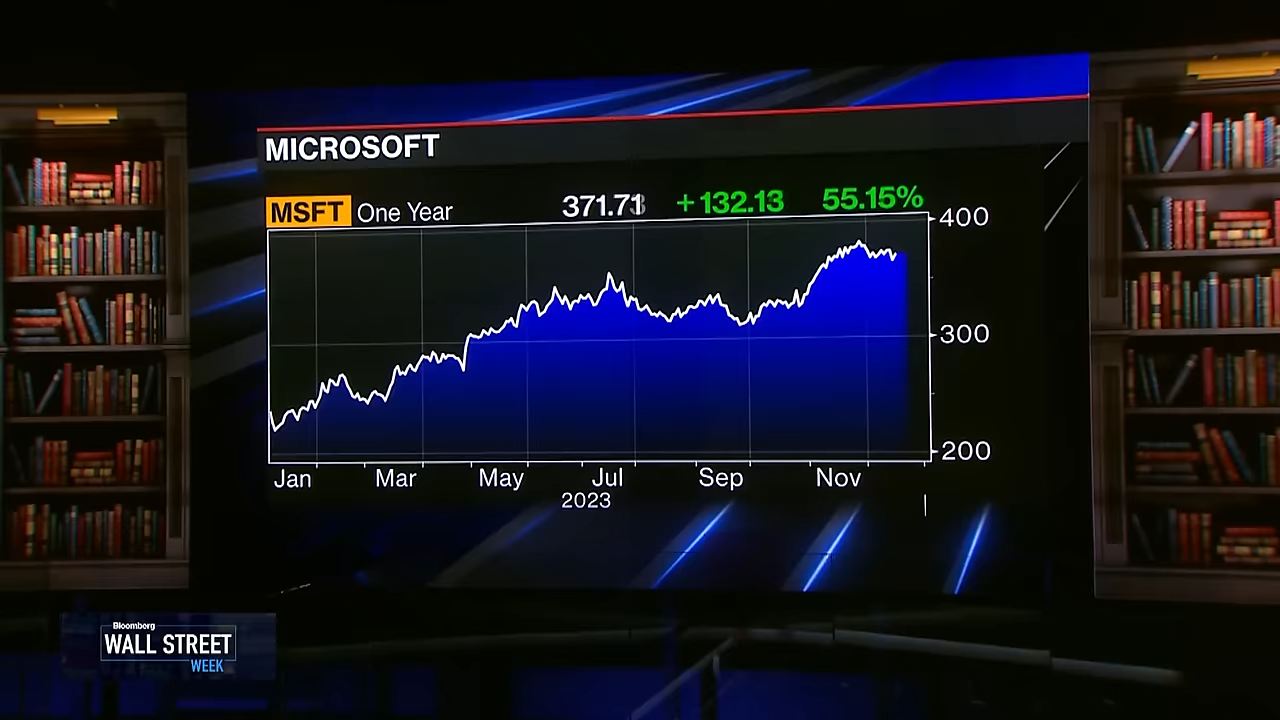 MICROSOFT
MSFT One Year 371.73 +132.13 55.15%
400
300
200
Jan Mar May Jul Sep Nov
2023
Bloomberg
WALL STREET
WEEK